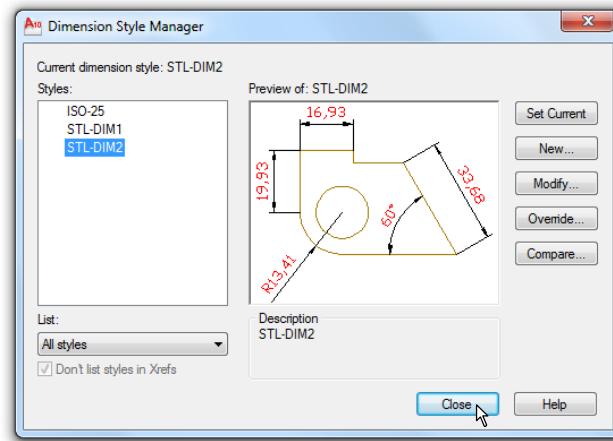 A10 Dimension Style Manager
Current dimension style: STL-DIM2
Styles:
ISO-25
STL-DIM1
STL-DIM2
Preview of: STL-DIM2
16,93
19,93
33,68
60°
R13,41
Set Current
New...
Modify...
Override...
Compare...
List:
All styles
Don't list styles in Xrefs
Description
STL-DIM2
Close
Help